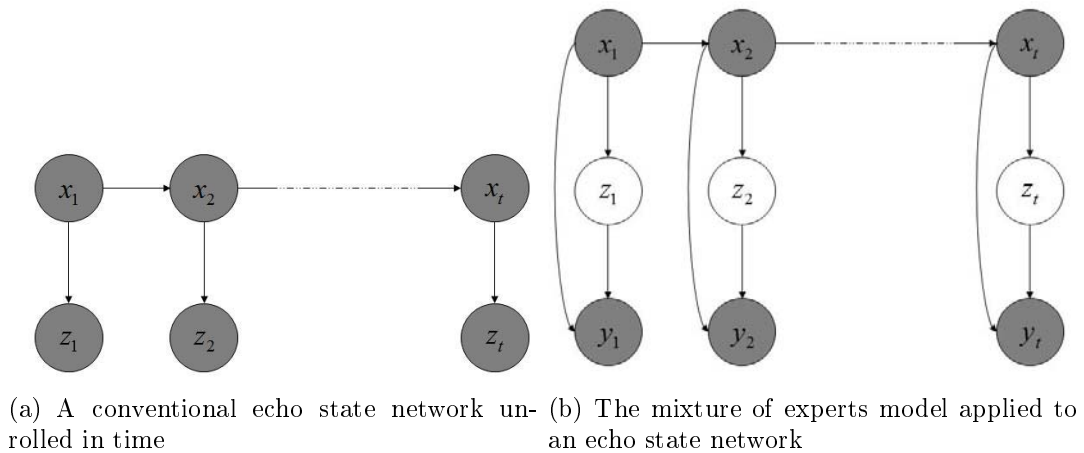 x1 x2 xt
z1 z2 zt
(a) A conventional echo state network un-
rolled in time
x1 x2 xt
z1 z2 zt
y1 y2 yt
(b) The mixture of experts model applied to
an echo state network